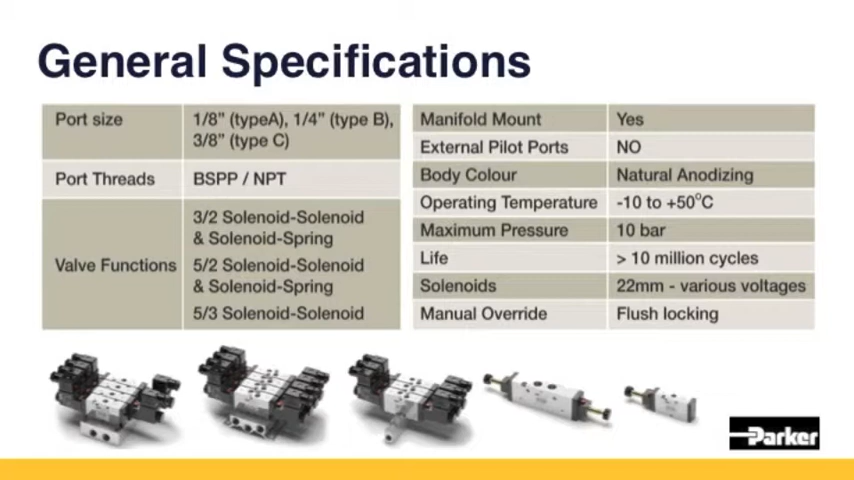 General Specifications
Port size
1/8” (typeA), 1/4” (type B),
3/8” (type C)
Port Threads
BSPP / NPT
Valve Functions
3/2 Solenoid-Solenoid
& Solenoid-Spring
5/2 Solenoid-Solenoid
& Solenoid-Spring
5/3 Solenoid-Solenoid
Manifold Mount Yes
External Pilot Ports NO
Body Colour Natural Anodizing
Operating Temperature -10 to +50°C
Maximum Pressure 10 bar
Life > 10 million cycles
Solenoids 22mm - various voltages
Manual Override Flush locking
Parker